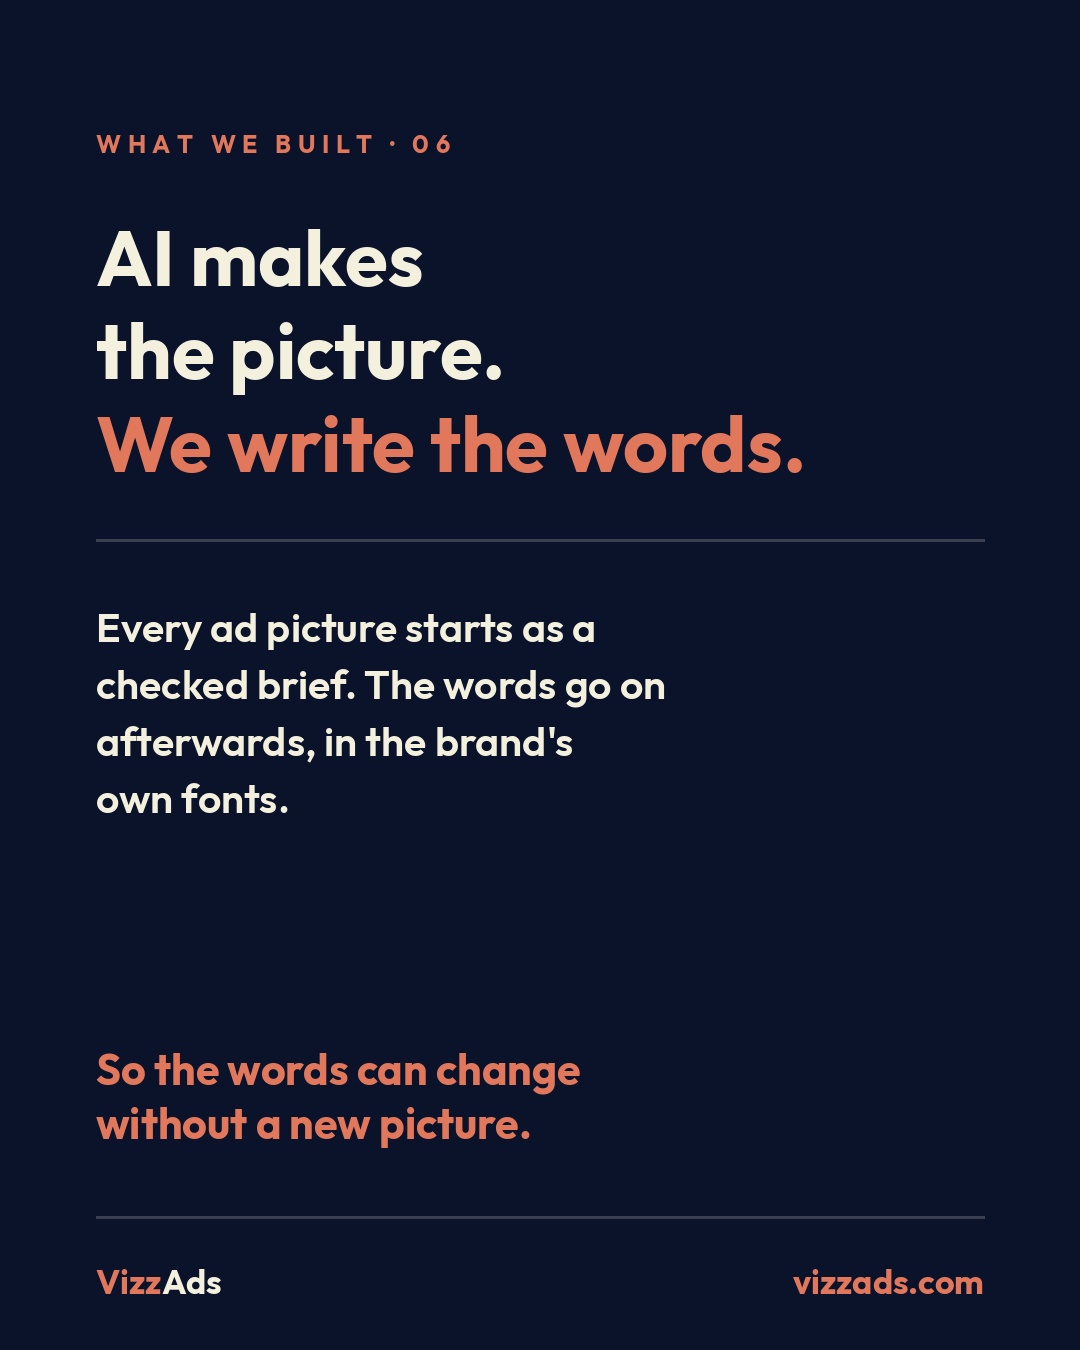 WHAT WE BUILT · 06
AI makes
the picture.
We write the words.
Every ad picture starts as a
checked brief. The words go on
afterwards, in the brand's
own fonts.
So the words can change
without a new picture.
VizzAds
vizzads.com